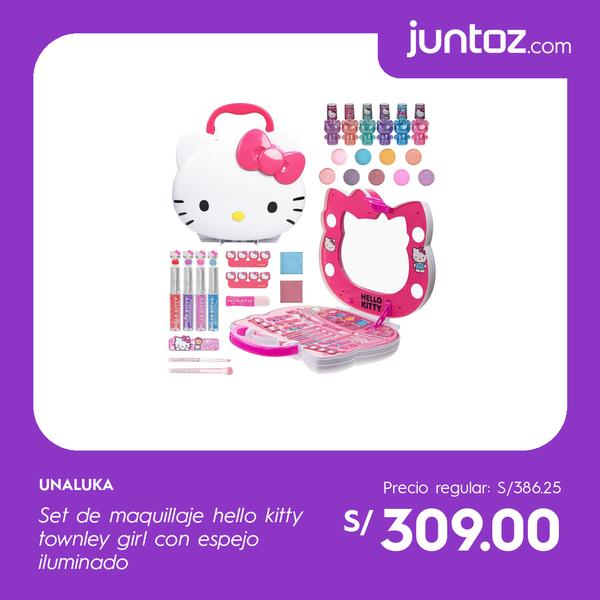 juntoz.com
HELLO
KITTY
UNALUKA
Set de maquillaje hello kitty
townley girl con espejo
iluminado
Precio regular: S/386.25
S/309.00